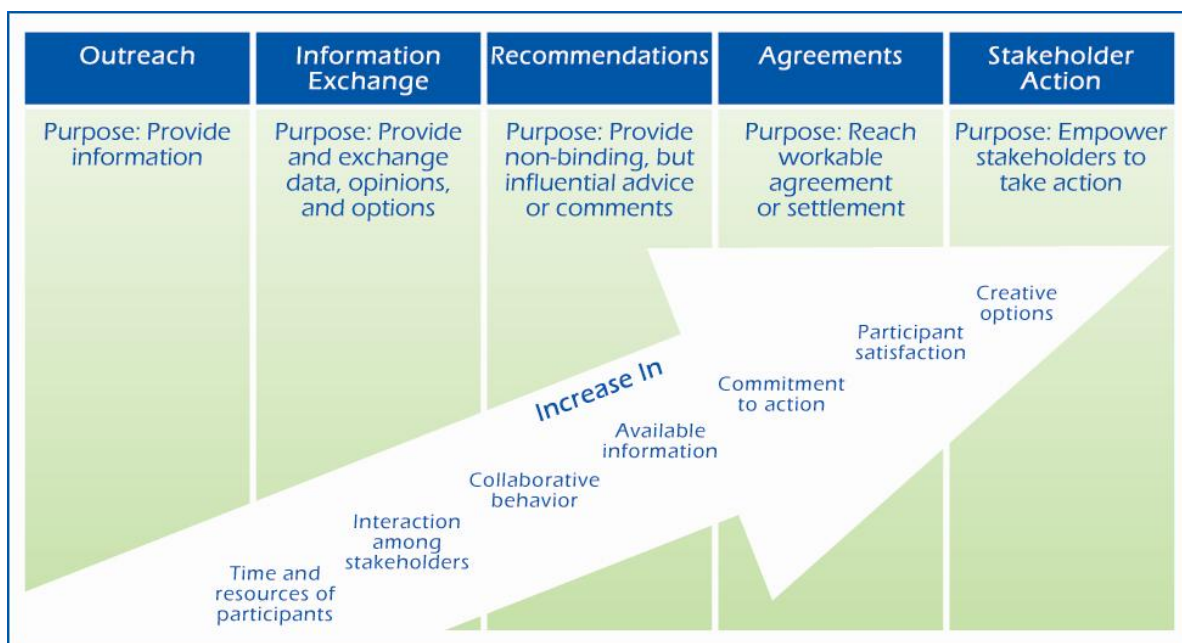 Outreach
Information
Exchange
Recommendations
Agreements
Stakeholder
Action
Purpose: Provide
information
Purpose: Provide
and exchange
data, opinions,
and options
Purpose: Provide
non-binding, but
influential advice
or comments
Purpose: Reach
workable
agreement
or settlement
Purpose: Empower
stakeholders to
take action
Increase In
Time and
resources of
participants
Interaction
among
stakeholders
Collaborative
behavior
Available
information
Commitment
to action
Participant
satisfaction
Creative
options